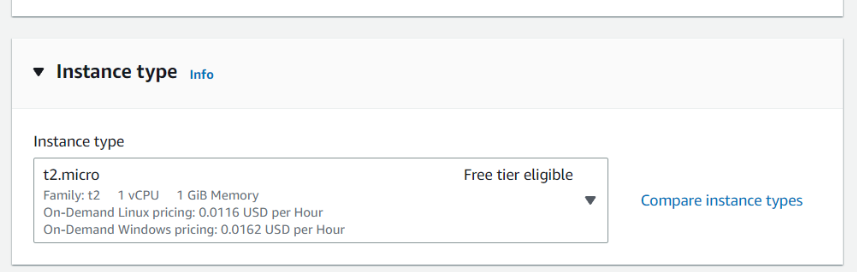 Instance type Info
Instance type
t2.micro Free tier eligible
Family: t2 1 vCPU 1 GiB Memory
On-Demand Linux pricing: 0.0116 USD per Hour
On-Demand Windows pricing: 0.0162 USD per Hour
Compare instance types